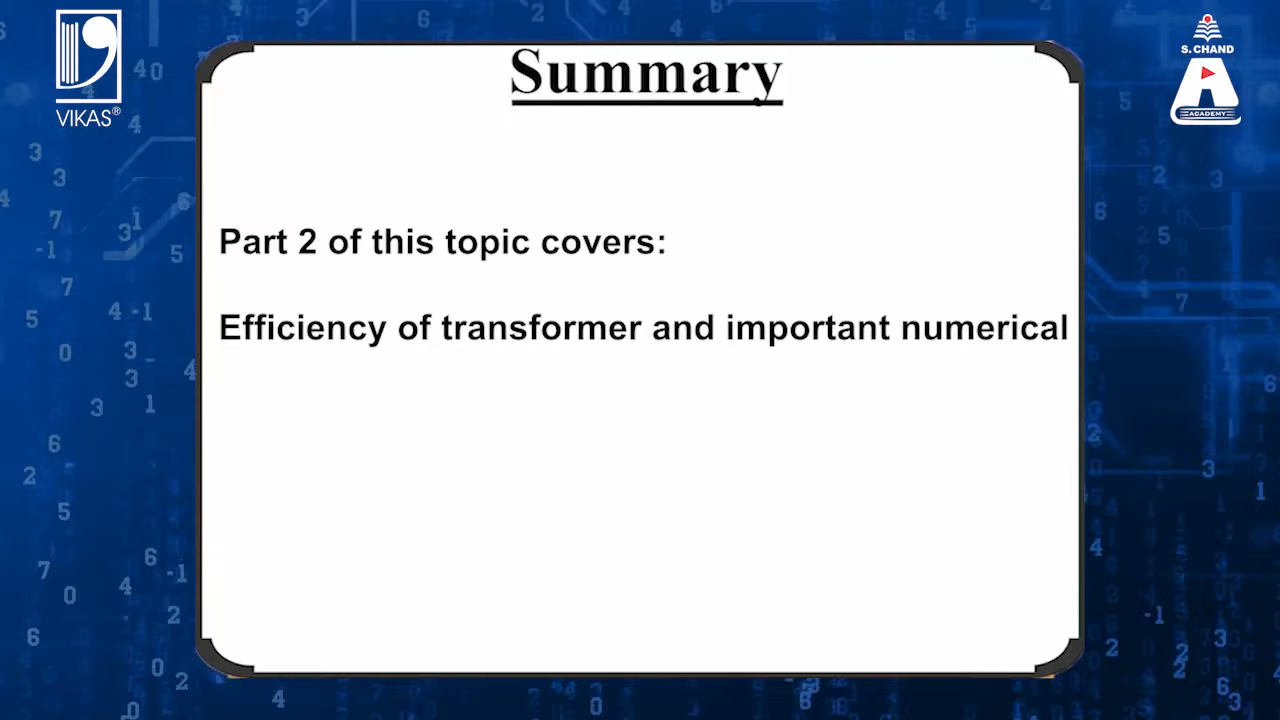 VIKAS®
S.CHAND
ACADEMY
Summary
Part 2 of this topic covers:
Efficiency of transformer and important numerical